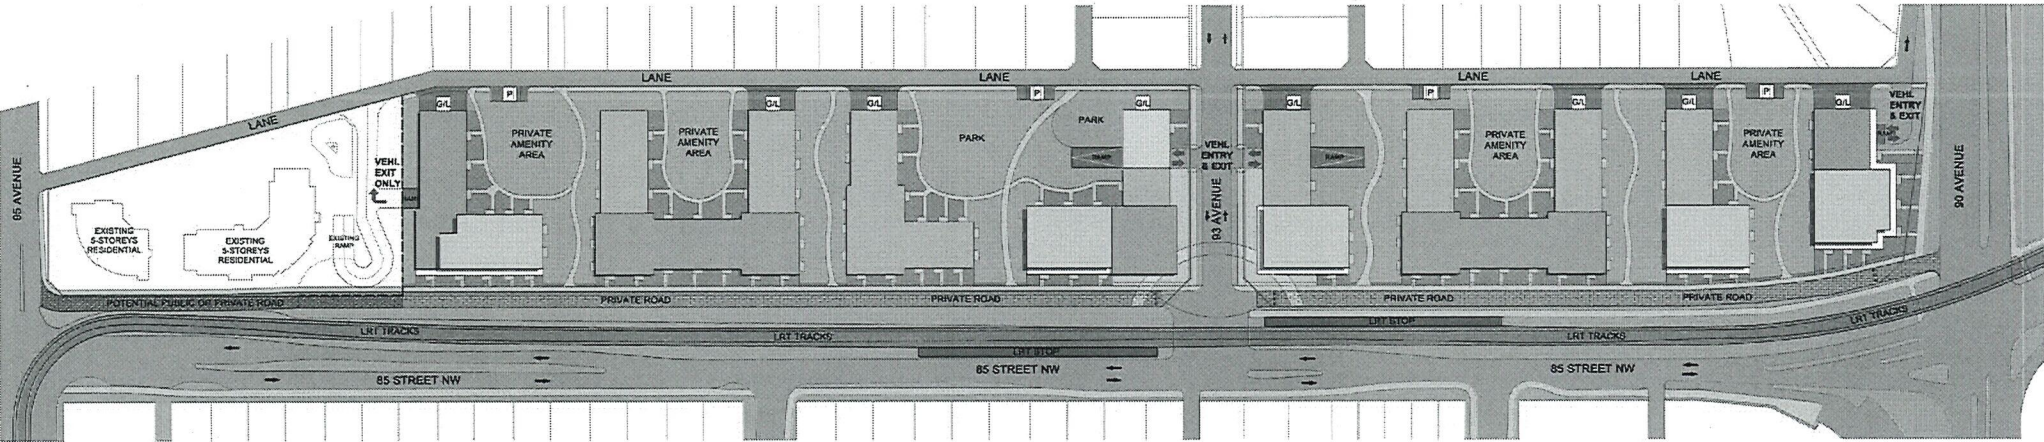 LANE
LANE
LANE
LANE
LANE
G/L
P
G/L
G/L
P
G/L
G/L
P
G/L
G/L
P
G/L
VEHL
ENTRY
& EXIT
RAMP
PRIVATE
AMENITY
AREA
PRIVATE
AMENITY
AREA
PARK
PARK
RAMP
VEHL
ENTRY
& EXIT
RAMP
PRIVATE
AMENITY
AREA
PRIVATE
AMENITY
AREA
VEHL
EXIT
ONLY
RAMP
95 AVENUE
93 AVENUE
90 AVENUE
EXISTING
5-STOREYS
RESIDENTIAL
EXISTING
5-STOREYS
RESIDENTIAL
EXISTING
RAMP
POTENTIAL PUBLIC OR PRIVATE ROAD
PRIVATE ROAD
PRIVATE ROAD
PRIVATE ROAD
PRIVATE ROAD
LRT TRACKS
LRT TRACKS
LRT STOP
LRT STOP
LRT TRACKS
LRT TRACKS
85 STREET NW
85 STREET NW
85 STREET NW